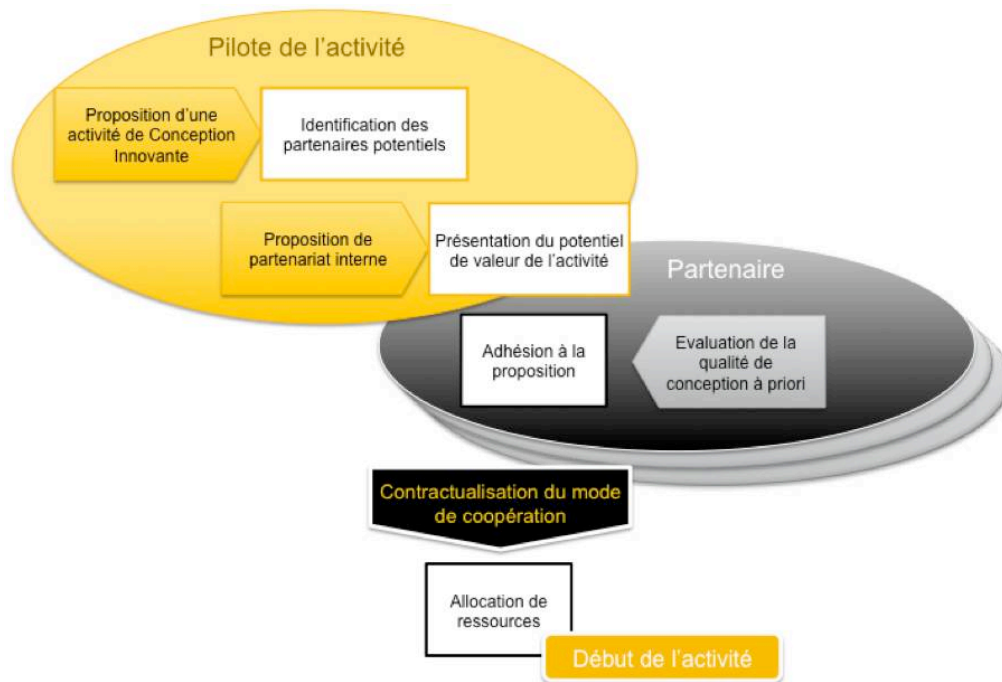 Pilote de l'activité
Proposition d'une
activité de Conception
Innovante
Identification des
partenaires potentiels
Proposition de
partenariat interne
Présentation du potentiel
de valeur de l'activité
Partenaire
Adhésion à la
proposition
Evaluation de la
qualité de
conception à priori
Contractualisation du mode
de coopération
Allocation de
ressources
Début de l'activité